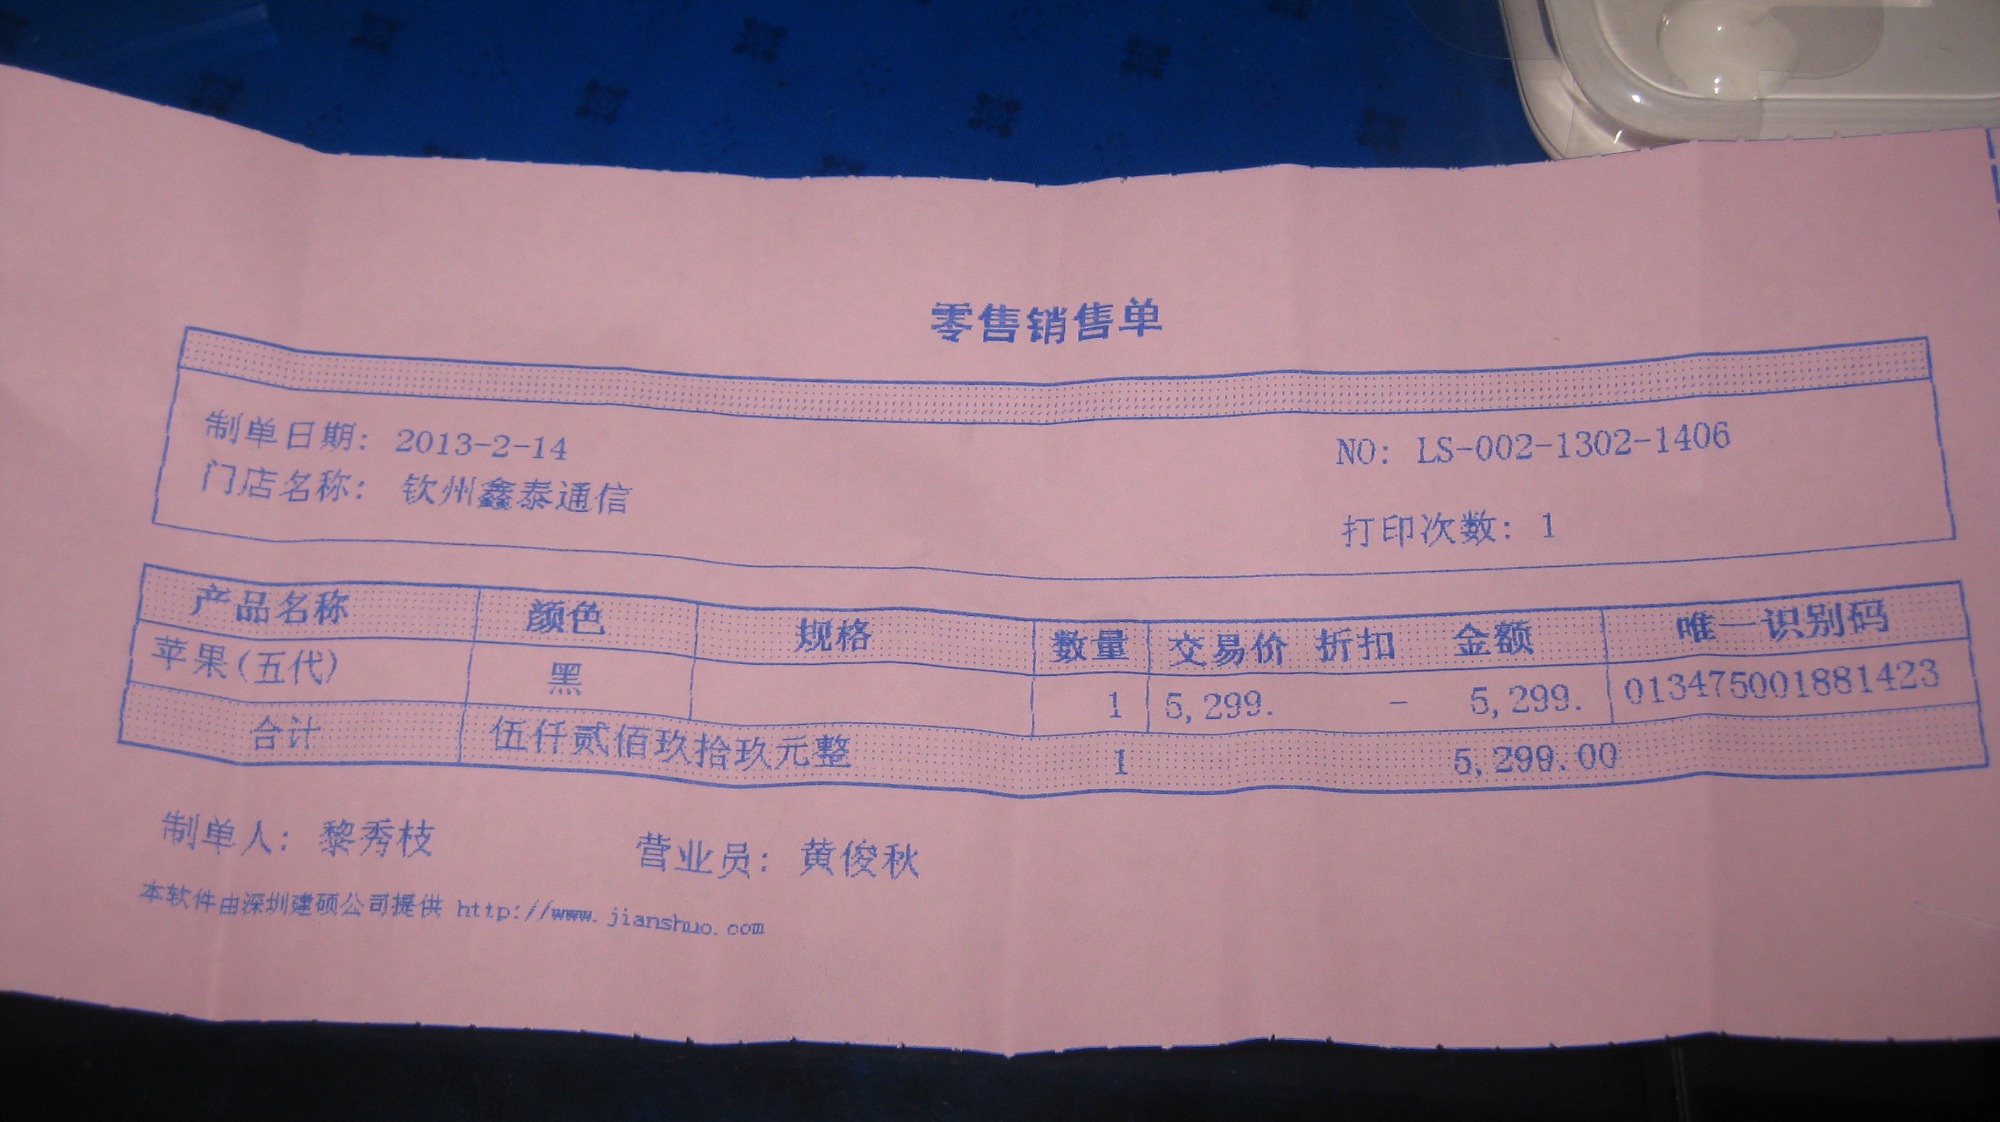 零售销售单
制单日期: 2013-2-14 NO: LS-002-1302-1406
门店名称: 钦州鑫泰通信 打印次数: 1
产品名称 颜色 规格 数量 交易价 折扣 金额 唯一识别码
苹果(五代) 黑 1 5,299. - 5,299. 013475001881423
合计 伍仟贰佰玖拾玖元整 1 5,299.00
制单人: 黎秀枝 营业员: 黄俊秋
本软件由深圳建硕公司提供 http://www.jianshuo.com